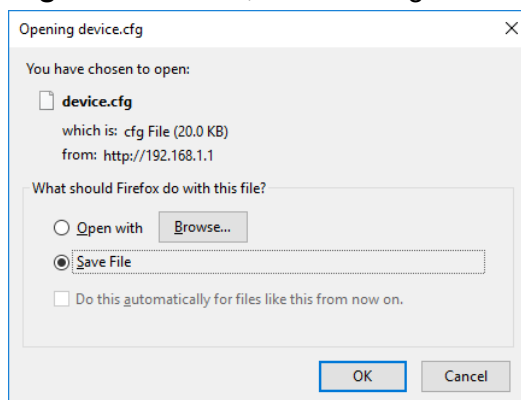 Opening device.cfg
You have chosen to open:
device.cfg
which is: cfg File (20.0 KB)
from: http://192.168.1.1
What should Firefox do with this file?
Open with Browse...
Save File
Do this automatically for files like this from now on.
OK Cancel